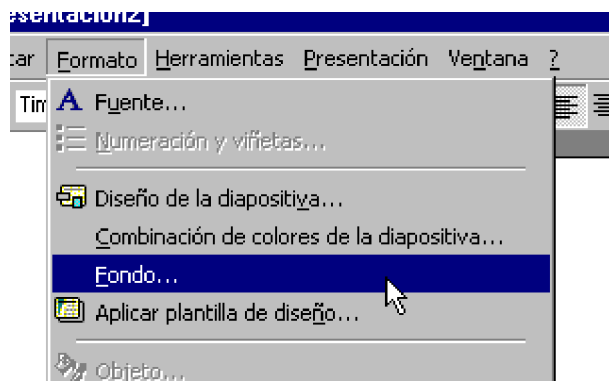 esentación2]
car Formato Herramientas Presentación Ventana ?
Tim A Fuente...
Numeración y viñetas...
Diseño de la diapositiva...
Combinación de colores de la diapositiva...
Fondo...
Aplicar plantilla de diseño...
Objeto...